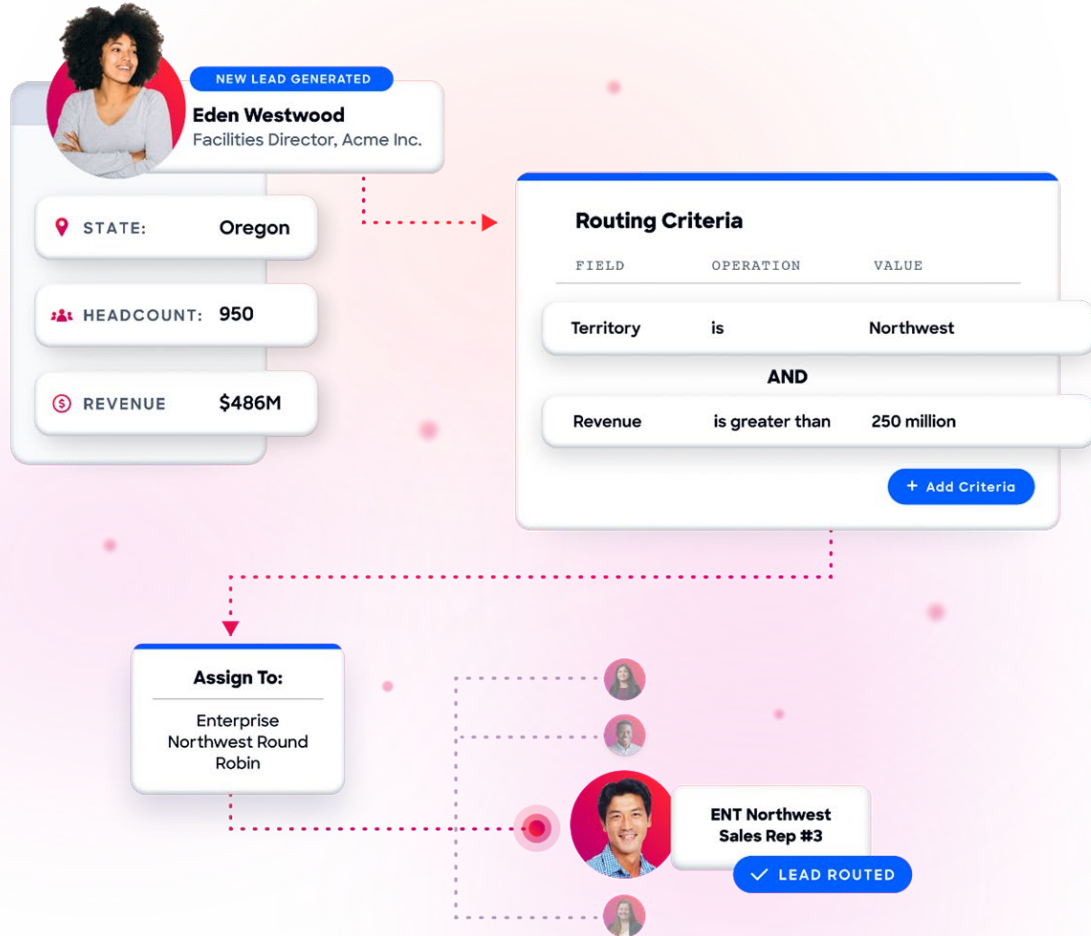 NEW LEAD GENERATED
Eden Westwood
Facilities Director, Acme Inc.
STATE: Oregon
HEADCOUNT: 950
REVENUE $486M
Routing Criteria
FIELD OPERATION VALUE
Territory is Northwest
AND
Revenue is greater than 250 million
+ Add Criteria
Assign To:
Enterprise
Northwest Round
Robin
ENT Northwest
Sales Rep #3
LEAD ROUTED